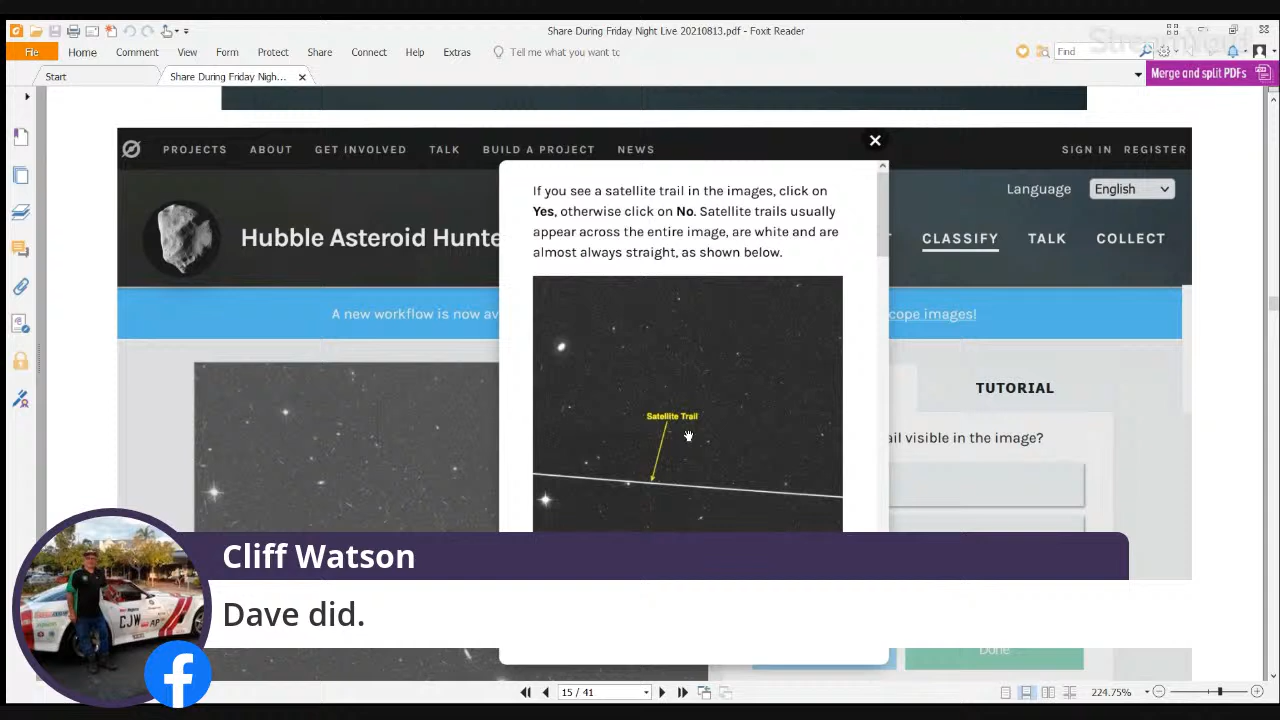 Share During Friday Night Live 20210813.pdf - Foxit Reader
File Home Comment View Form Protect Share Connect Help Extras Tell me what you want tc Find
Start Share During Friday Nigh...
Merge and split PDFs
PROJECTS ABOUT GET INVOLVED TALK BUILD A PROJECT NEWS SIGN IN REGISTER
Language English
Hubble Asteroid Hunte
CLASSIFY TALK COLLECT
If you see a satellite trail in the images, click on
Yes, otherwise click on No. Satellite trails usually
appear across the entire image, are white and are
almost always straight, as shown below.
A new workflow is now av
cope images!
Satellite Trail
TUTORIAL
ail visible in the image?
Cliff Watson
Dave did.
CJW
AP
Done
15 / 41
224.75%